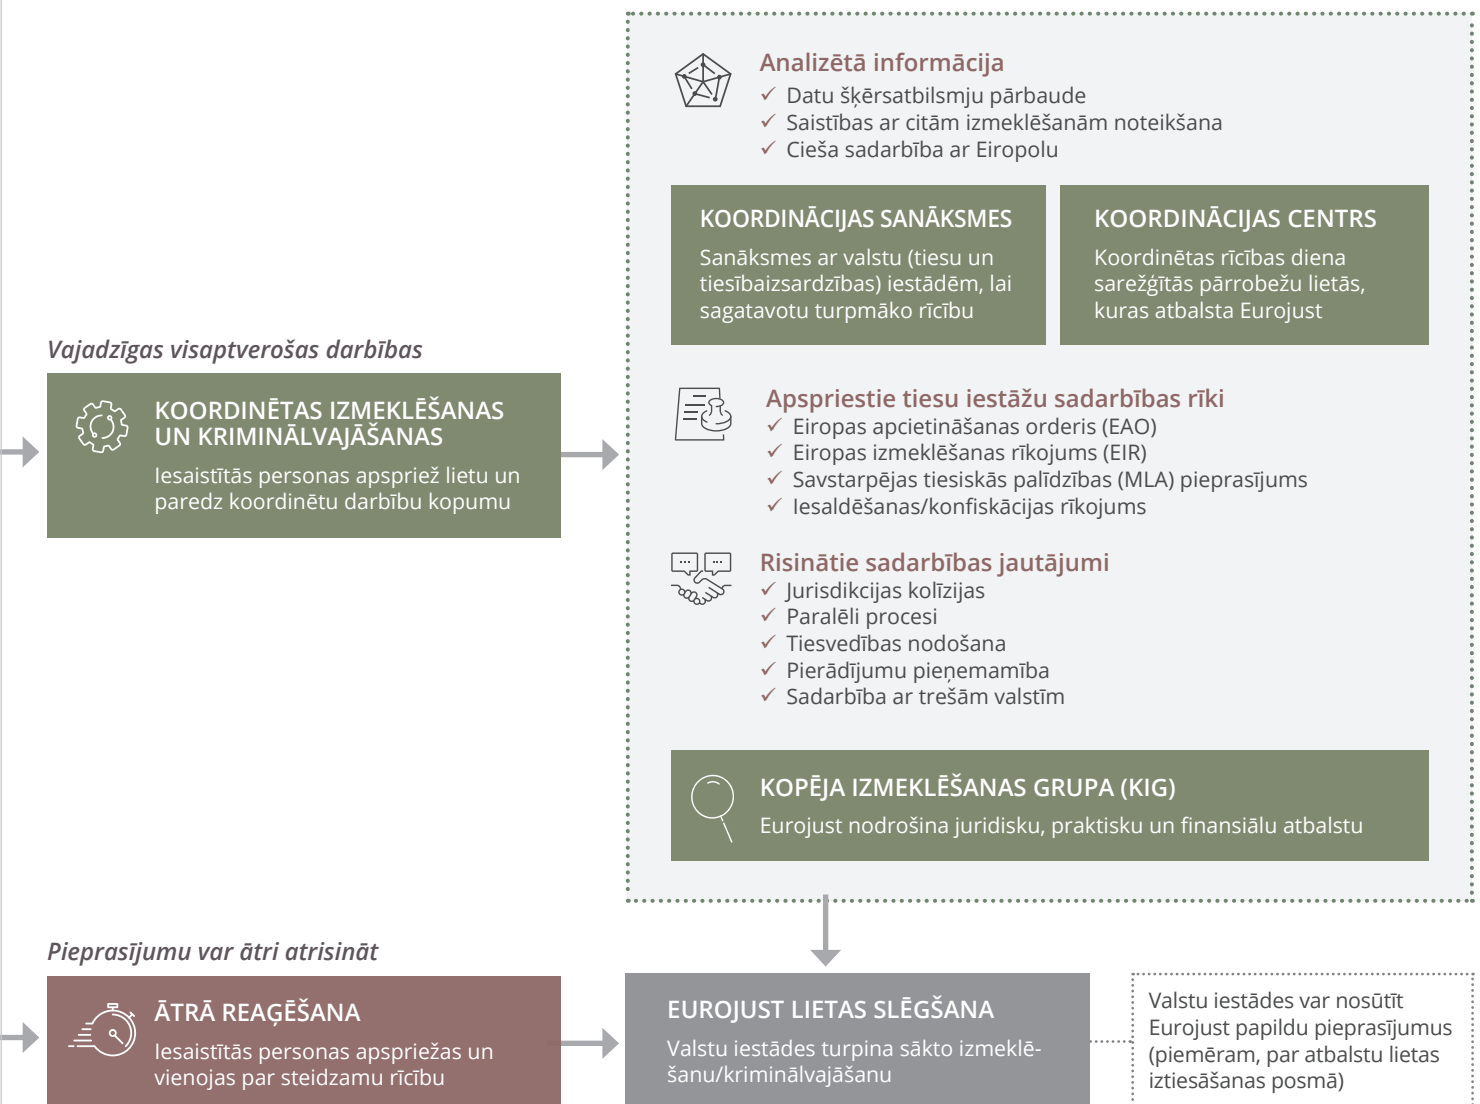 Vajadzīgas visaptverošas darbības
KOORDINĒTAS IZMEKLĒŠANAS
UN KRIMINĀLVAJĀŠANAS
Iesaistītās personas apspriež lietu un
paredz koordinētu darbību kopumu
Analizētā informācija
✓ Datu šķērsatbilsmju pārbaude
✓ Saistības ar citām izmeklēšanām noteikšana
✓ Cieša sadarbība ar Eiropolu
KOORDINĀCIJAS SANĀKSMES
Sanāksmes ar valstu (tiesu un
tiesībaizsardzības) iestādēm, lai
sagatavotu turpmāko rīcību
KOORDINĀCIJAS CENTRS
Koordinētas rīcības diena
sarežģītās pārrobežu lietās,
kuras atbalsta Eurojust
Apspriestie tiesu iestāžu sadarbības rīki
✓ Eiropas apcietināšanas orderis (EAO)
✓ Eiropas izmeklēšanas rīkojums (EIR)
✓ Savstarpējas tiesiskās palīdzības (MLA) pieprasījums
✓ Iesaldēšanas/konfiskācijas rīkojums
Risinātie sadarbības jautājumi
✓ Jurisdikcijas kolīzijas
✓ Paralēli procesi
✓ Tiesvedības nodošana
✓ Pierādījumu pieņemamība
✓ Sadarbība ar trešām valstīm
KOPĒJA IZMEKLĒŠANAS GRUPA (KIG)
Eurojust nodrošina juridisku, praktisku un finansiālu atbalstu
Pieprasījumu var ātri atrisināt
ĀTRĀ REAĢĒŠANA
Iesaistītās personas apspriežas un
vienojas par steidzamu rīcību
EUROJUST LIETAS SLĒGŠANA
Valstu iestādes turpina sākto izmeklē-
šanu/kriminālvajāšanu
Valstu iestādes var nosūtīt
Eurojust papildu pieprasījumus
(piemēram, par atbalstu lietas
iztiesāšanas posmā)